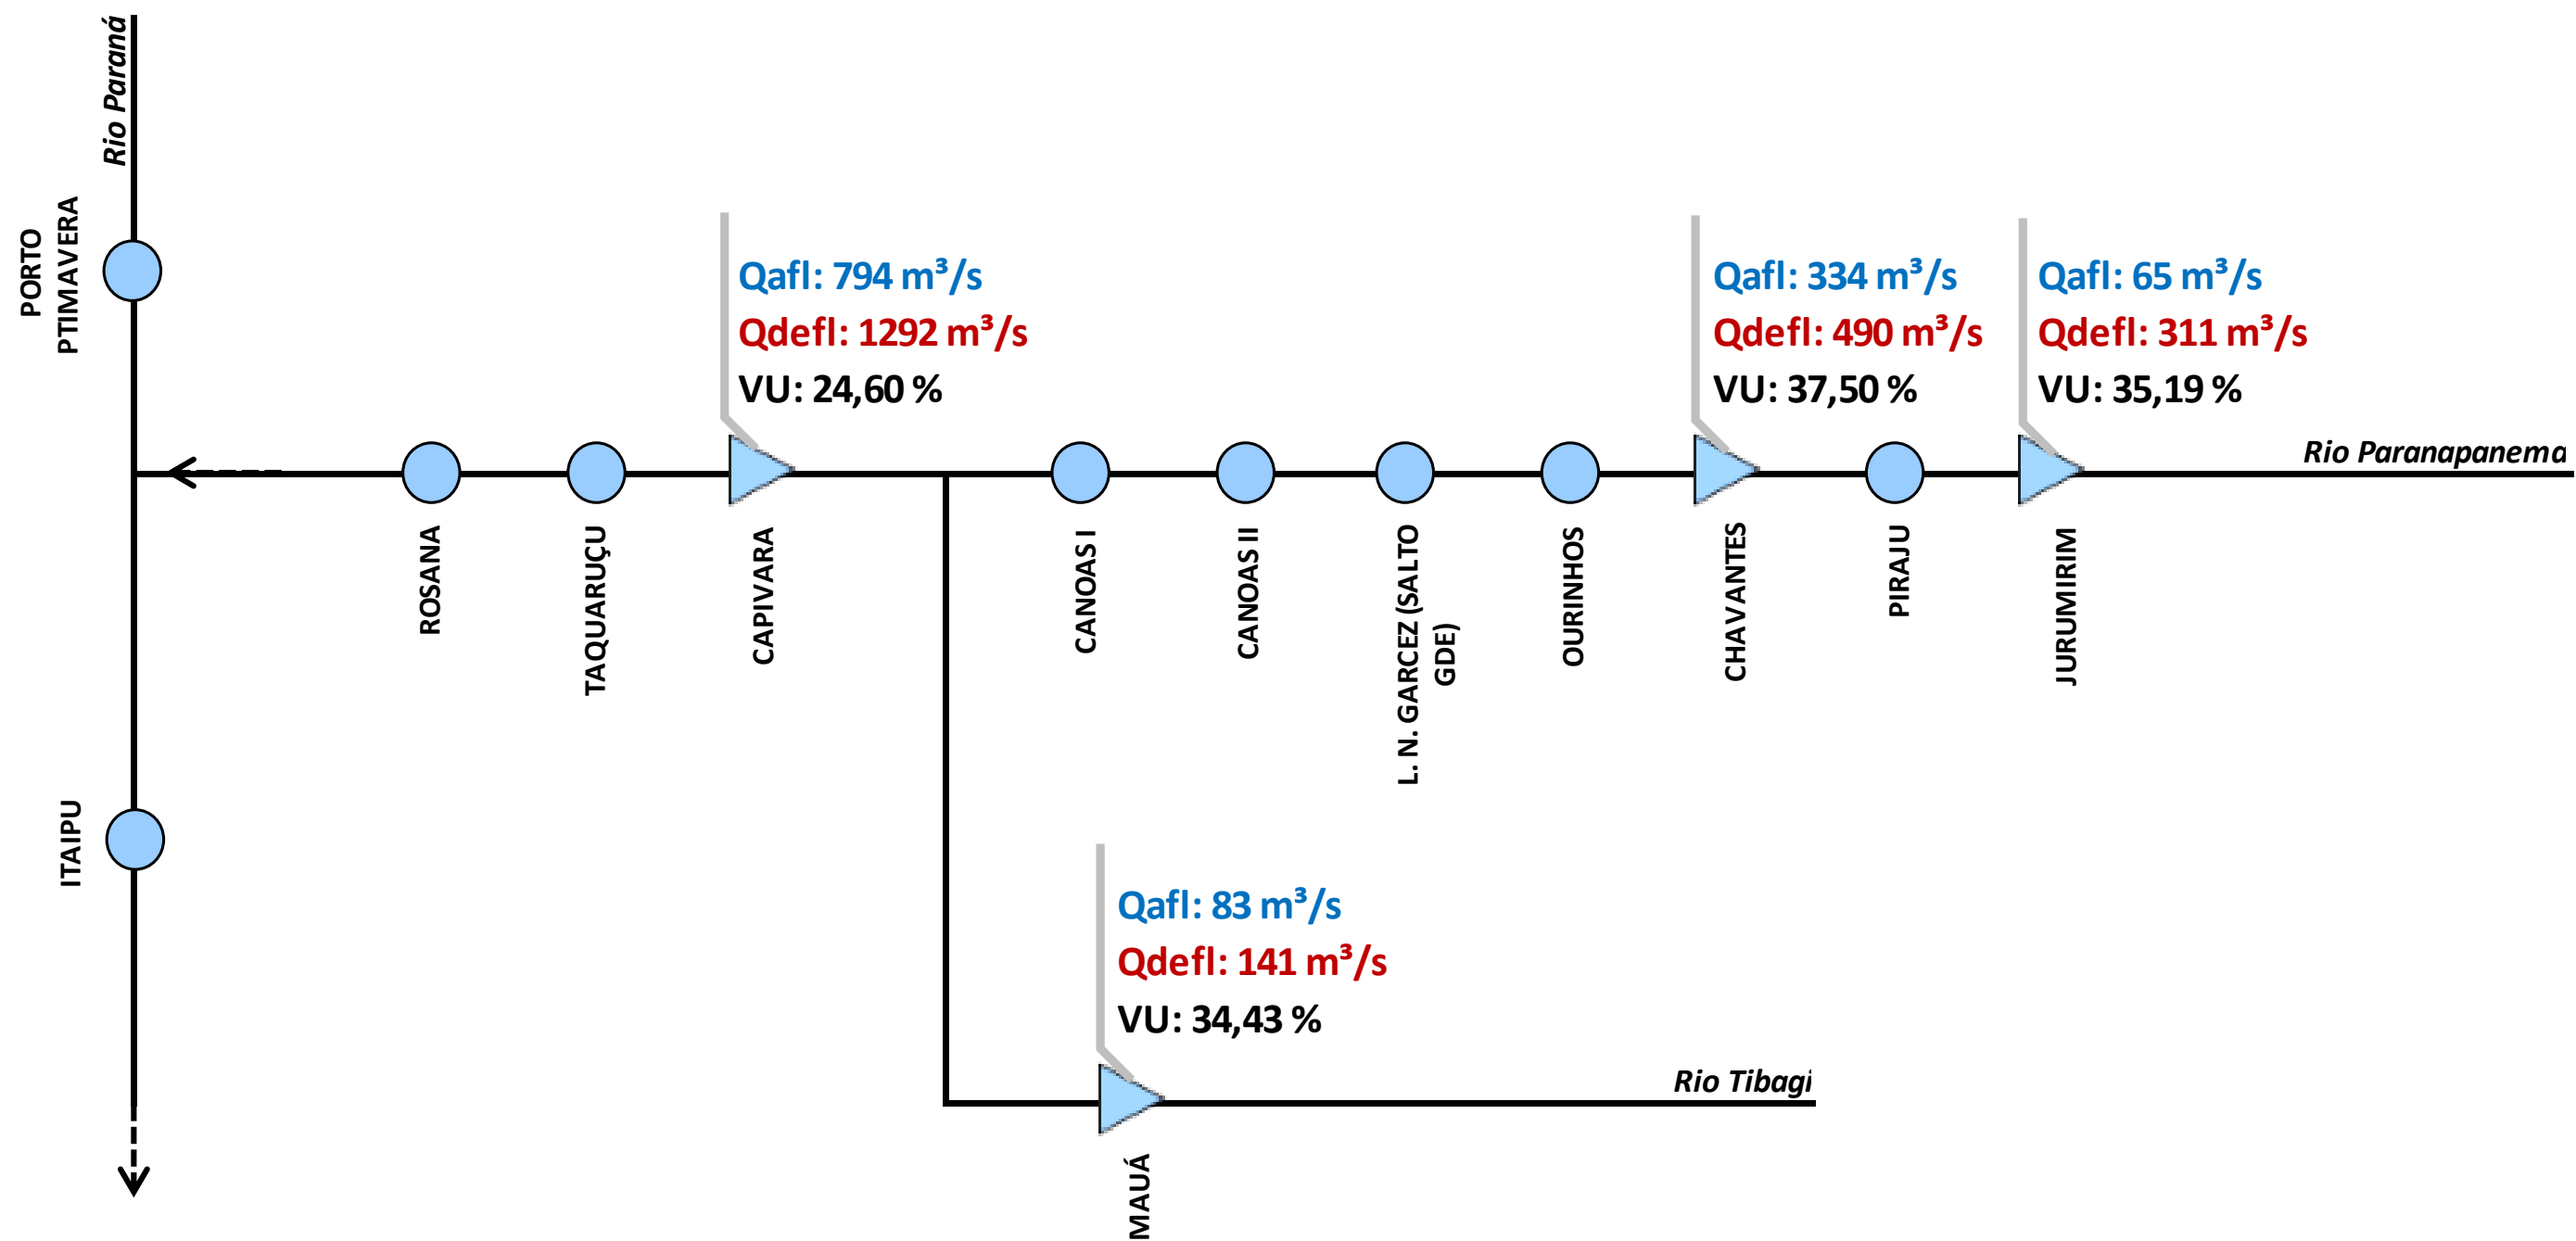 Rio Paraná
PORTO
PTIMAVERA
Qafl: 794 m³/s
Qdefl: 1292 m³/s
VU: 24,60 %
Qafl: 334 m³/s
Qdefl: 490 m³/s
VU: 37,50 %
Qafl: 65 m³/s
Qdefl: 311 m³/s
VU: 35,19 %
Rio Paranapanema
ROSANA
TAQUARUÇU
CAPIVARA
CANOAS I
CANOAS II
L. N. GARCEZ (SALTO
GDE)
OURINHOS
CHAVANTES
PIRAJU
JURUMIRIM
ITAIPU
Qafl: 83 m³/s
Qdefl: 141 m³/s
VU: 34,43 %
Rio Tibagi
MAUÁ